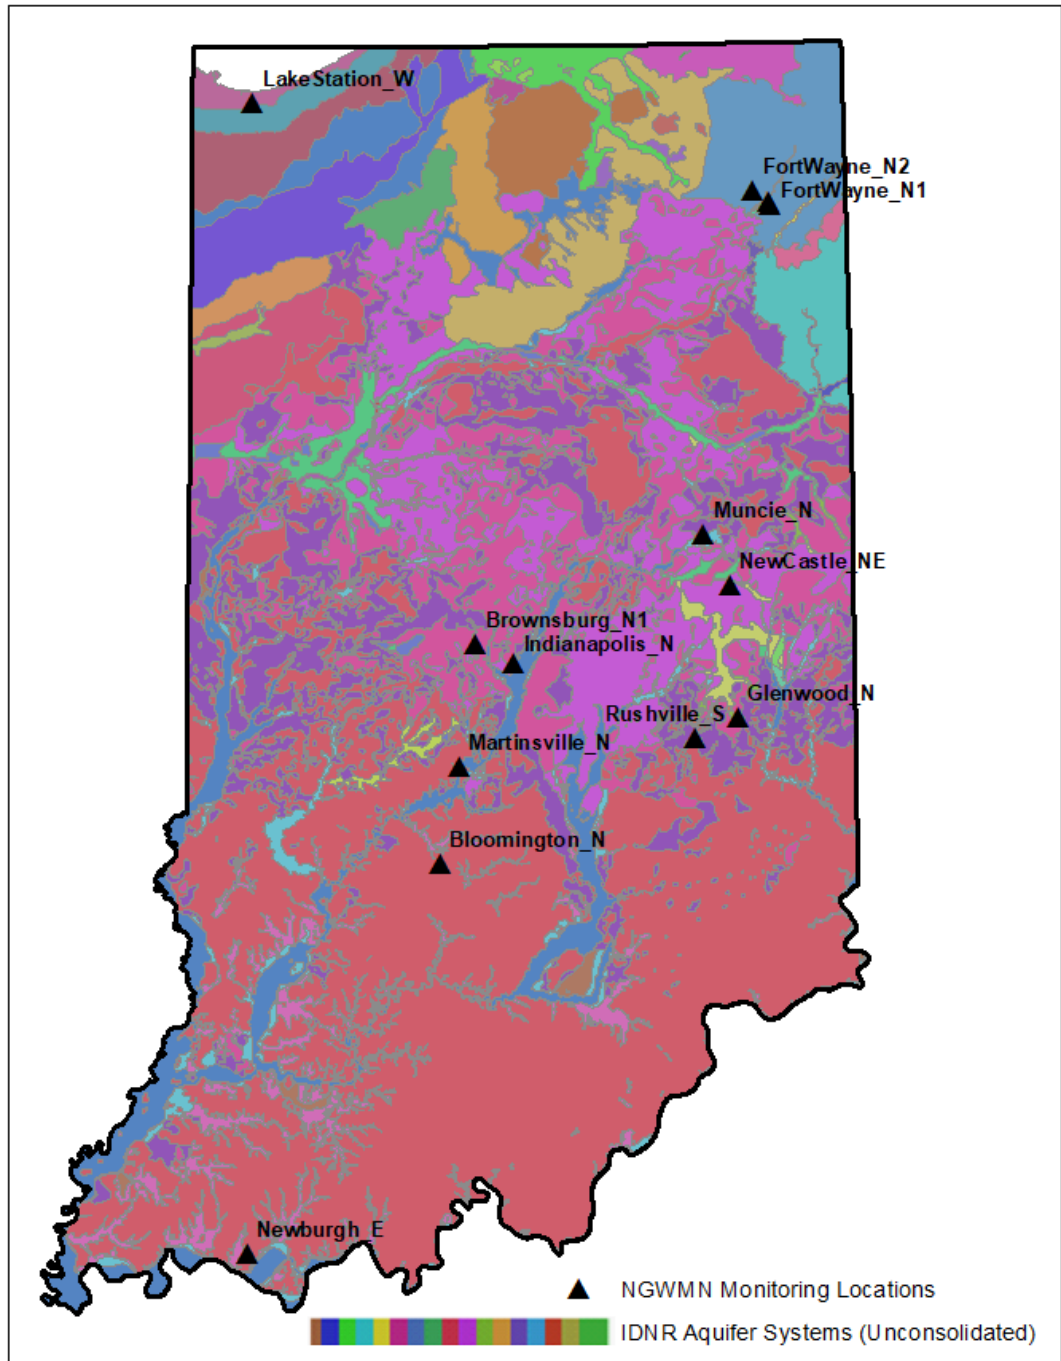 LakeStation_W
FortWayne_N2
FortWayne_N1
Muncie_N
NewCastle_NE
Brownsburg_N1
Indianapolis_N
Glenwood_N
Rushville_S
Martinsville_N
Bloomington_N
Newburgh_E
NGWMN Monitoring Locations
IDNR Aquifer Systems (Unconsolidated)